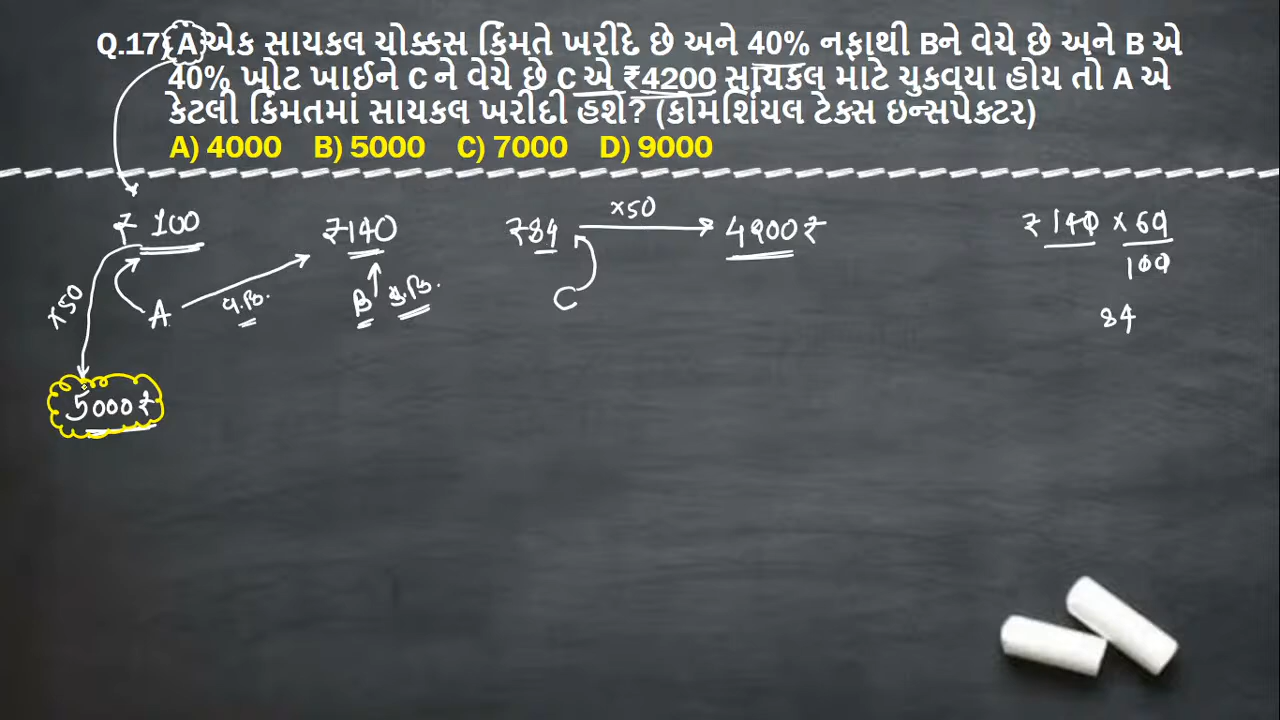 Q.17)(A)એક સાયકલ ચોક્કસ કિંમતે ખરીદે છે અને 40% નફાથી Bને વેચે છે અને B એ
40% ખોટ ખાઈને C ને વેચે છે C એ ₹4200 સાયકલ માટે ચુકવ્યા હોય તો A એ
કેટલી કિંમતમાં સાયકલ ખરીદી હશે? (કોમર્શિયલ ટેક્સ ઇન્સપેક્ટર)
A) 4000 B) 5000 C) 7000 D) 9000
₹ 100 ₹140 ₹84 ×50 4200₹ ₹ 140 × 60
100
×50 A વે.કિં. B ખ.કિં. C 84
5000₹